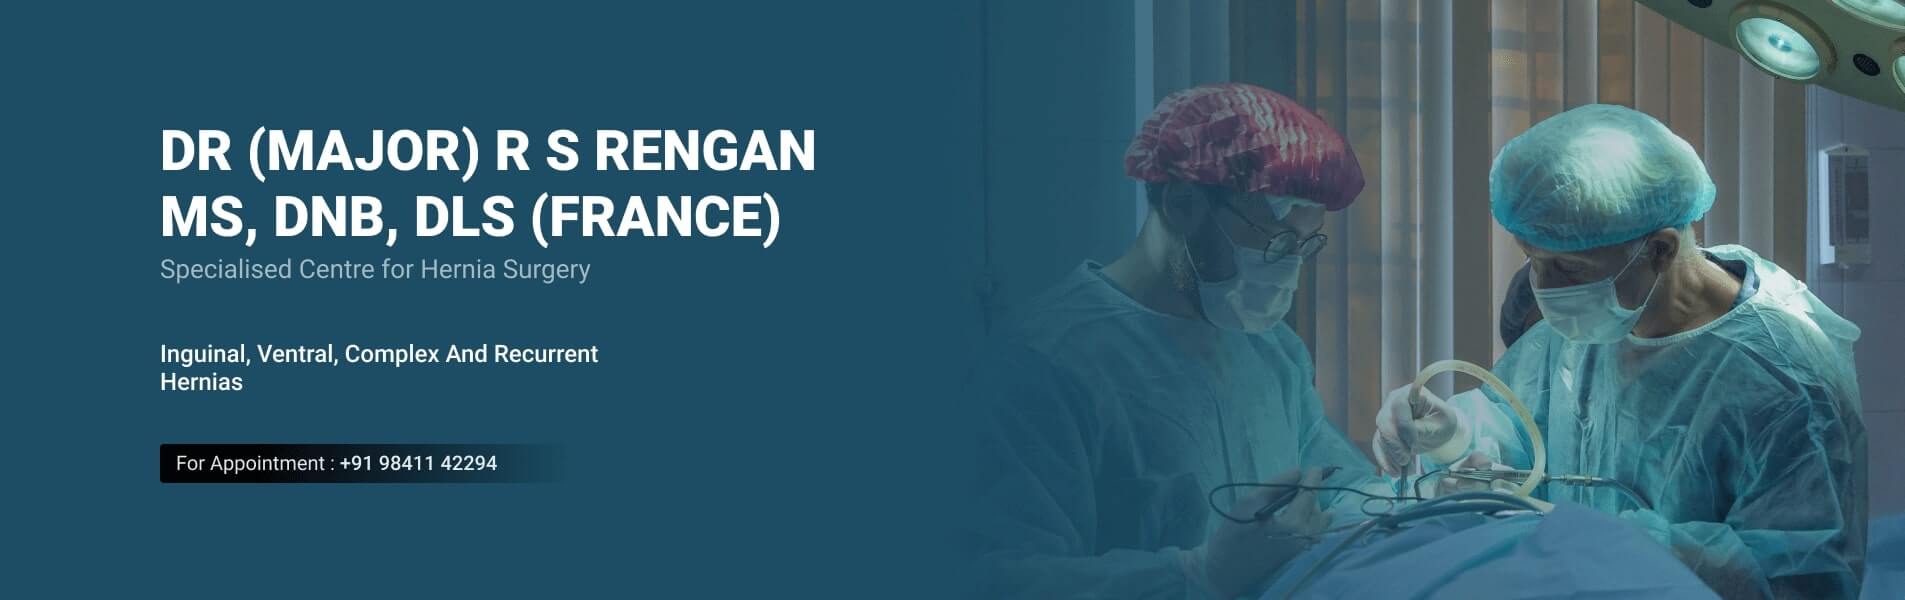 DR (MAJOR) R S RENGAN
MS, DNB, DLS (FRANCE)
Specialised Centre for Hernia Surgery
Inguinal, Ventral, Complex And Recurrent
Hernias
For Appointment : +91 98411 42294